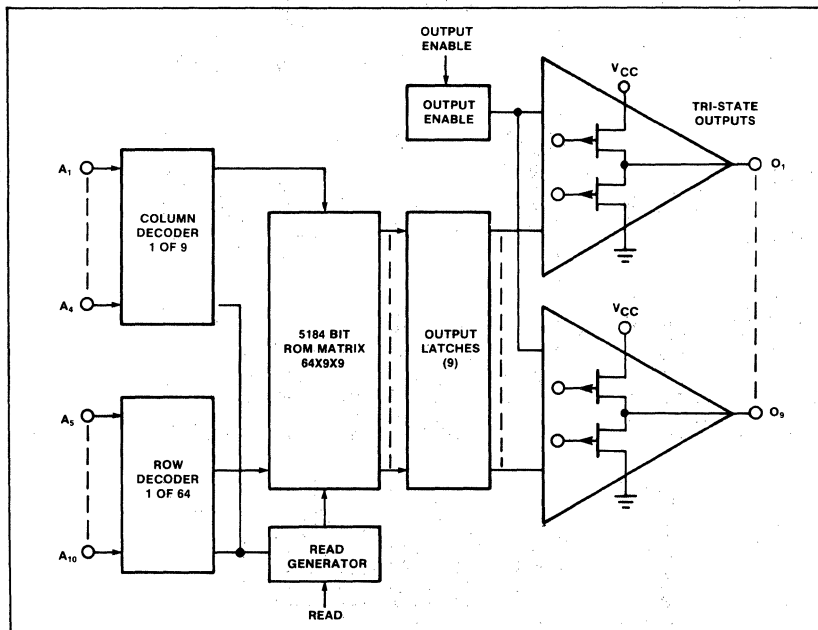 OUTPUT
ENABLE
OUTPUT
ENABLE
VCC
TRI-STATE
OUTPUTS
O1
A1
COLUMN
DECODER
1 OF 9
A4
5184 BIT
ROM MATRIX
64X9X9
OUTPUT
LATCHES
(9)
VCC
A5
ROW
DECODER
1 OF 64
A10
O9
READ
GENERATOR
READ